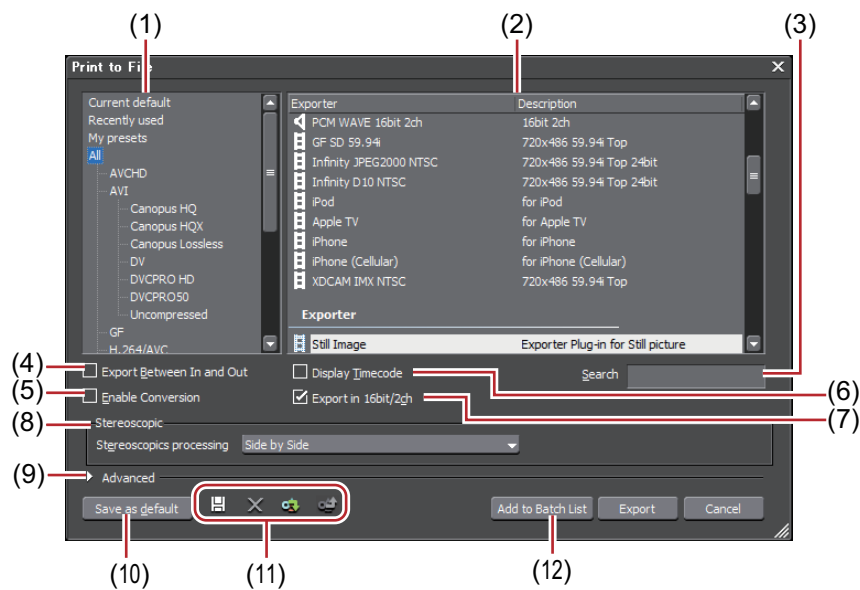 (1)
(2)
(3)
Print to File
Current default
Recently used
My presets
All
AVCHD
AVI
Canopus HQ
Canopus HQX
Canopus Lossless
DV
DVCPRO HD
DVCPRO50
Uncompressed
GF
H.264/AVC
Exporter Description
PCM WAVE 16bit 2ch 16bit 2ch
GF SD 59.94i 720x486 59.94i Top
Infinity JPEG2000 NTSC 720x486 59.94i Top 24bit
Infinity D10 NTSC 720x486 59.94i Top 24bit
iPod for iPod
Apple TV for Apple TV
iPhone for iPhone
iPhone (Cellular) for iPhone (Cellular)
XDCAM IMX NTSC 720x486 59.94i Top
Exporter
Still Image Exporter Plug-in for Still picture
(4)
Export Between In and Out
Display Timecode
Search
(5)
Enable Conversion
Export in 16bit/2ch
(6)
(7)
(8)
Stereoscopic
Stereoscopics processing Side by Side
(9)
Advanced
Save as default
Add to Batch List
Export
Cancel
(10)
(11)
(12)